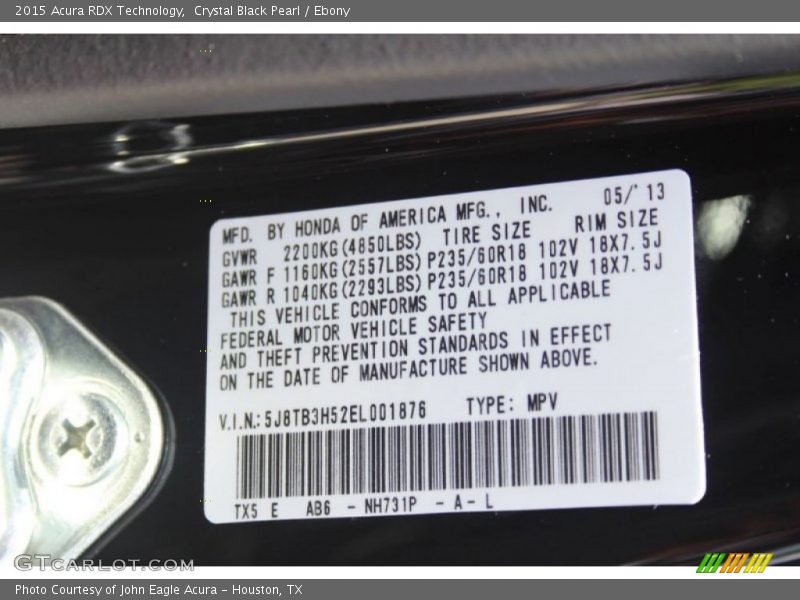 2015 Acura RDX Technology,  Crystal Black Pearl / Ebony
MFD. BY HONDA OF AMERICA MFG., INC. 05/'13
GVWR 2200KG(4850LBS) TIRE SIZE RIM SIZE
GAWR F 1160KG(2557LBS) P235/60R18 102V 18X7.5J
GAWR R 1040KG(2293LBS) P235/60R18 102V 18X7.5J
THIS VEHICLE CONFORMS TO ALL APPLICABLE
FEDERAL MOTOR VEHICLE SAFETY
AND THEFT PREVENTION STANDARDS IN EFFECT
ON THE DATE OF MANUFACTURE SHOWN ABOVE.
V.I.N.:5J8TB3H52EL001876 TYPE: MPV
TX5 E AB6 - NH731P - A - L
GTcarlot.com
Photo Courtesy of John Eagle Acura - Houston, TX